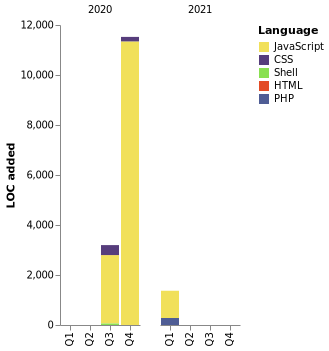 2020 2021
Language
JavaScript
CSS
Shell
HTML
PHP
LOC added
12,000
10,000
8,000
6,000
4,000
2,000
0
Q1 Q2 Q3 Q4 Q1 Q2 Q3 Q4